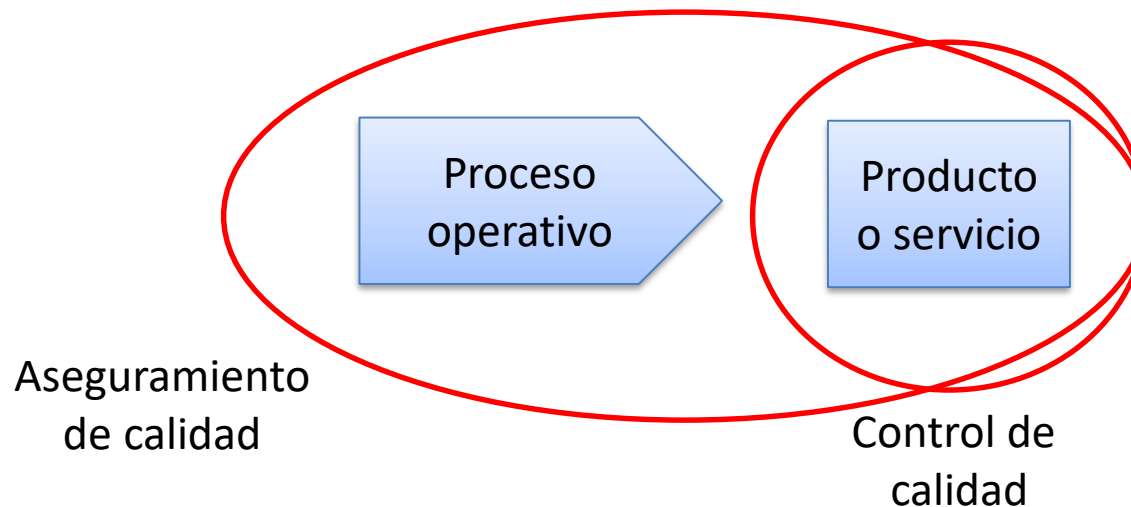 Proceso
operativo
Producto
o servicio
Aseguramiento
de calidad
Control de
calidad